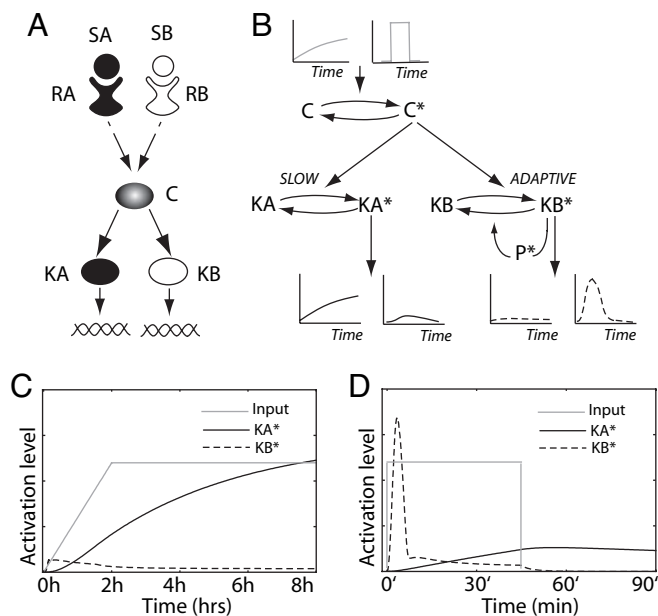 A
SA SB
RA RB
C
KA KB
B
Time Time
C C*
SLOW ADAPTIVE
KA KA* KB KB*
P*
Time Time Time Time
C
Activation level
Input
KA*
KB*
0h 2h 4h 6h 8h
Time (hrs)
D
Activation level
Input
KA*
KB*
0' 30' 60' 90'
Time (min)